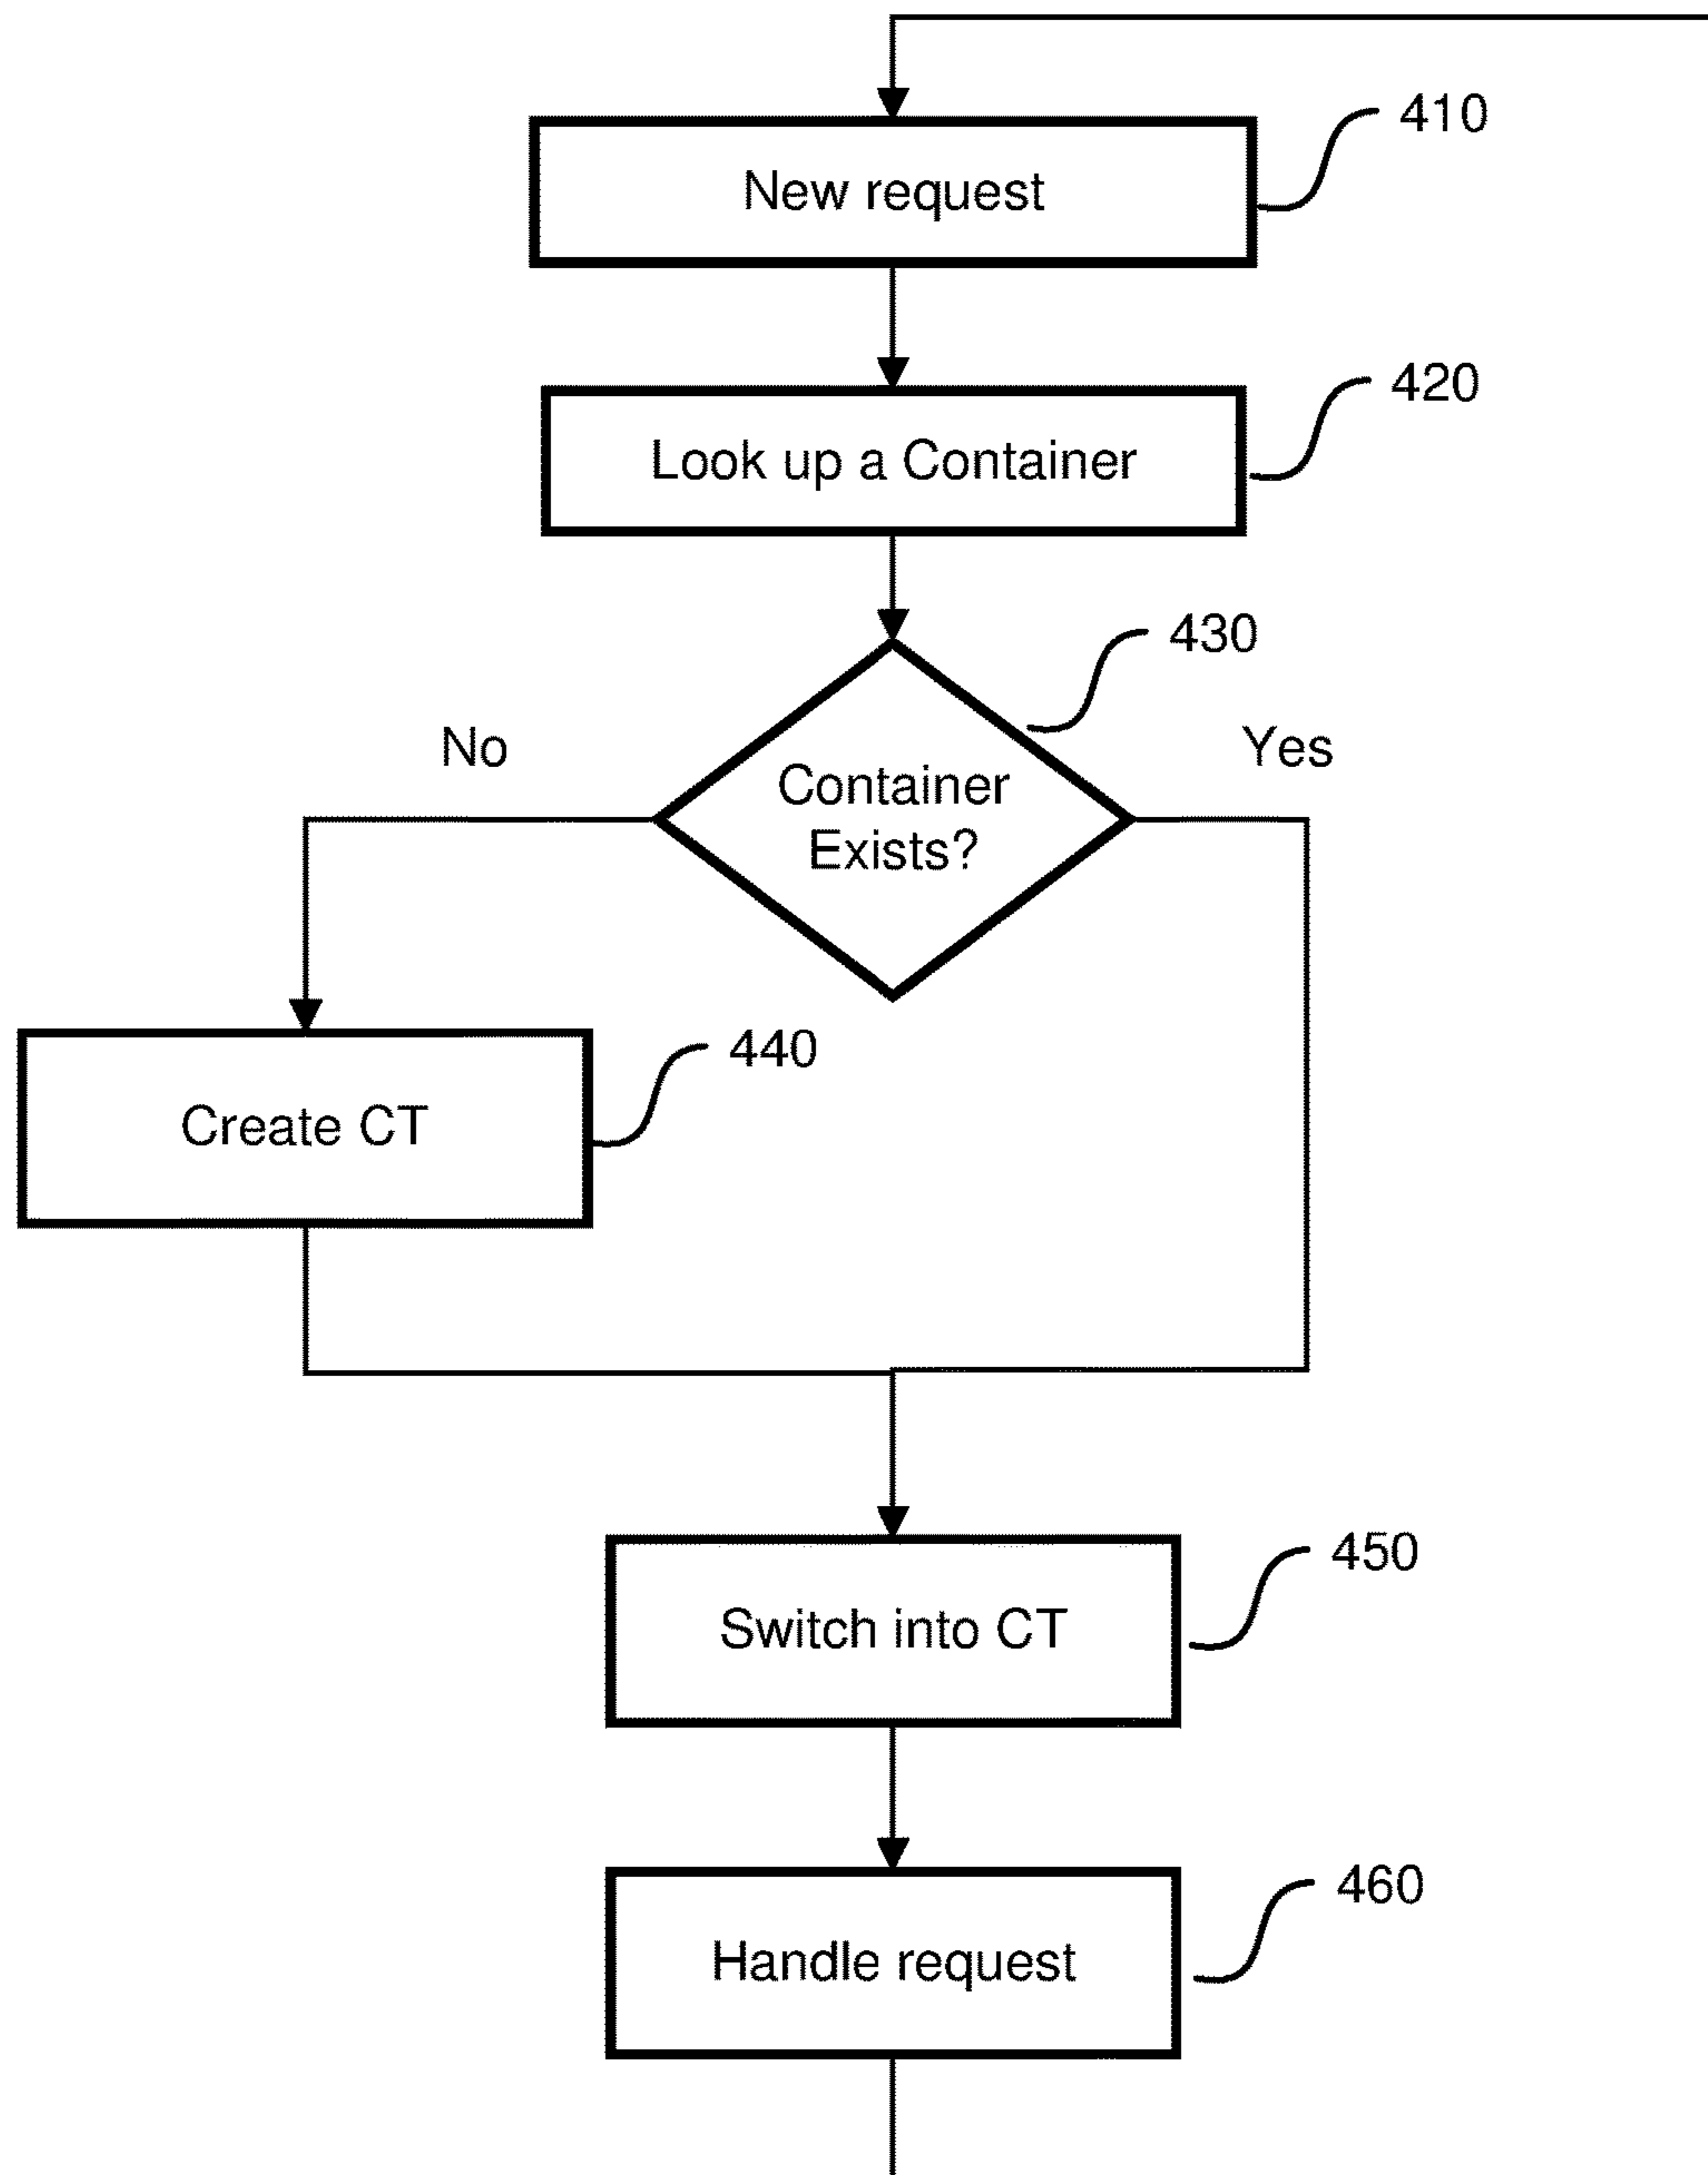 410
New request
420
Look up a Container
430
No
Yes
Container
Exists?
440
Create CT
450
Switch into CT
460
Handle request